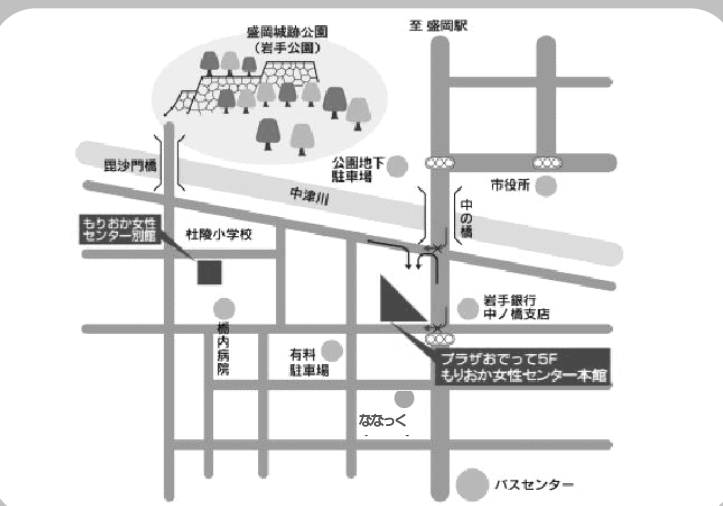 盛岡城跡公園
（岩手公園）
至 盛岡駅
毘沙門橋
公園地下
駐車場
中津川
市役所
中の橋
もりおか女性
センター別館
杜陵小学校
岩手銀行
中ノ橋支店
栃内病院
有料
駐車場
プラザおでって5F
もりおか女性センター本館
ななっく
バスセンター